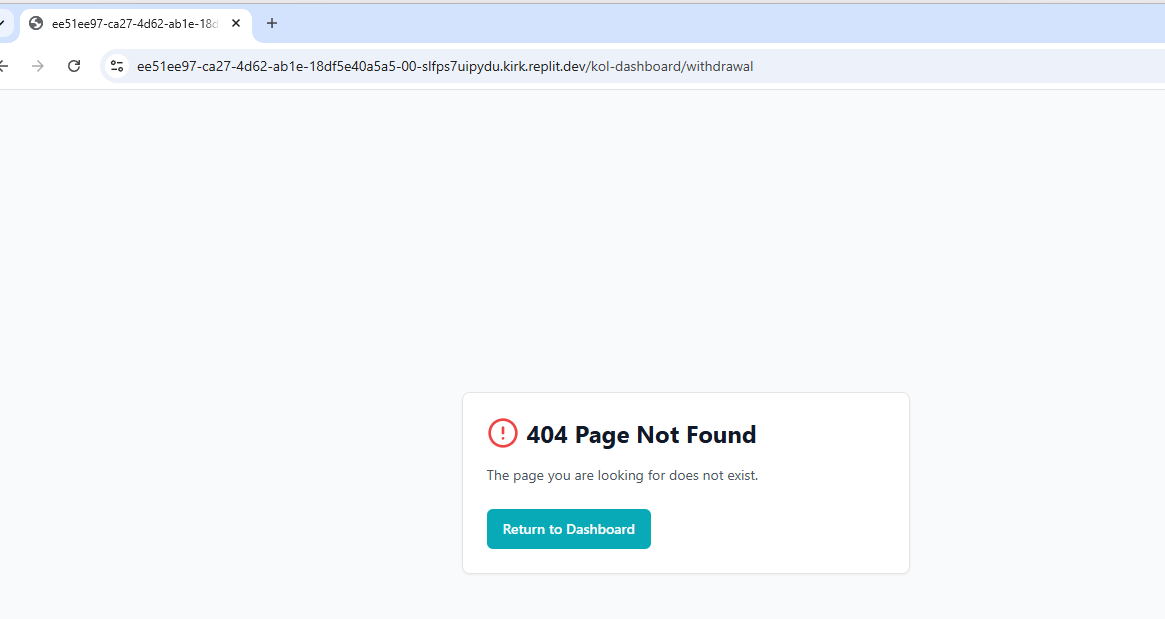 ee51ee97-ca27-4d62-ab1e-18d
ee51ee97-ca27-4d62-ab1e-18df5e40a5a5-00-slfps7uipydu.kirk.replit.dev/kol-dashboard/withdrawal
404 Page Not Found
The page you are looking for does not exist.
Return to Dashboard